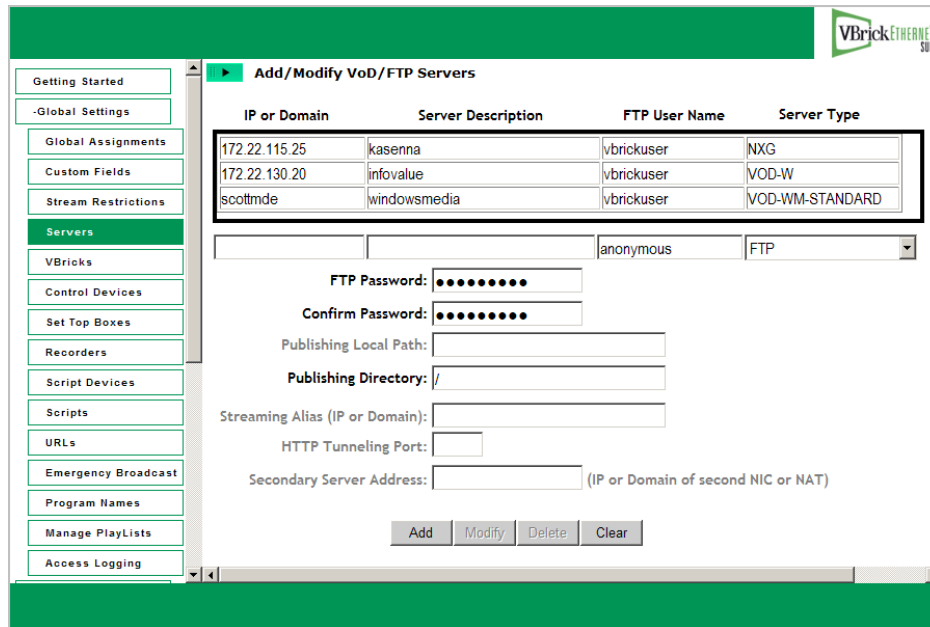 VBrick ETHERNE
SU
Getting Started
-Global Settings
Global Assignments
Custom Fields
Stream Restrictions
Servers
VBricks
Control Devices
Set Top Boxes
Recorders
Script Devices
Scripts
URLs
Emergency Broadcast
Program Names
Manage PlayLists
Access Logging
Add/Modify VoD/FTP Servers
IP or Domain Server Description FTP User Name Server Type
172.22.115.25 kasenna vbrickuser NXG
172.22.130.20 infovalue vbrickuser VOD-W
scottmde windowsmedia vbrickuser VOD-WM-STANDARD
anonymous FTP
FTP Password: ●●●●●●●●●
Confirm Password: ●●●●●●●●●
Publishing Local Path:
Publishing Directory: /
Streaming Alias (IP or Domain):
HTTP Tunneling Port:
Secondary Server Address: (IP or Domain of second NIC or NAT)
Add Modify Delete Clear